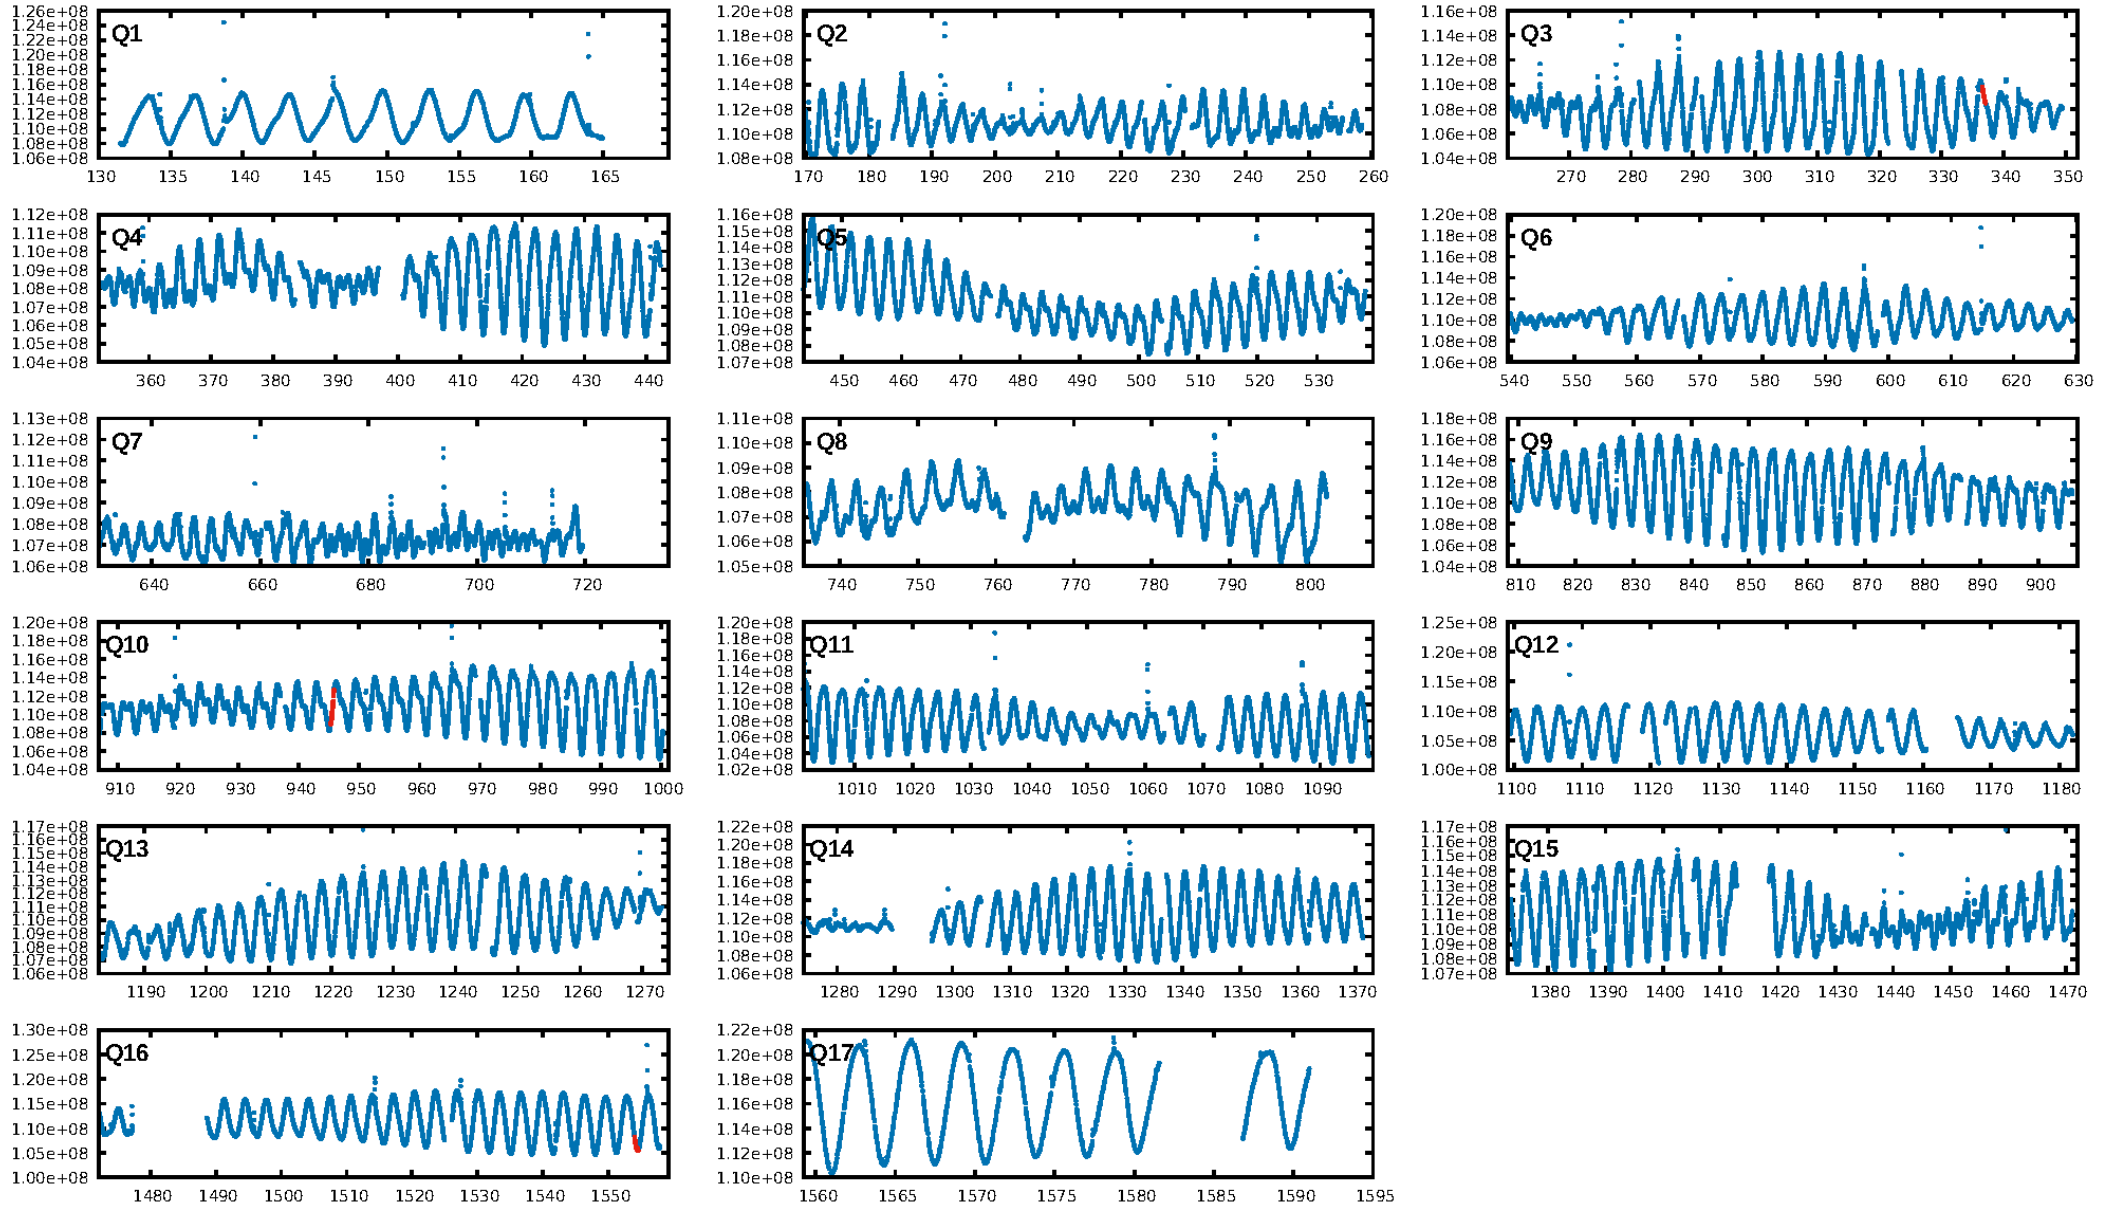 1.26e+08
1.24e+08
1.22e+08
1.20e+08
1.18e+08
1.16e+08
1.14e+08
1.12e+08
1.10e+08
1.08e+08
1.06e+08
Q1
130 135 140 145 150 155 160 165
1.20e+08
1.18e+08
1.16e+08
1.14e+08
1.12e+08
1.10e+08
1.08e+08
Q2
170 180 190 200 210 220 230 240 250 260
1.16e+08
1.14e+08
1.12e+08
1.10e+08
1.08e+08
1.06e+08
1.04e+08
Q3
270 280 290 300 310 320 330 340 350
1.12e+08
1.11e+08
1.10e+08
1.09e+08
1.08e+08
1.07e+08
1.06e+08
1.05e+08
1.04e+08
Q4
360 370 380 390 400 410 420 430 440
1.16e+08
1.15e+08
1.14e+08
1.13e+08
1.12e+08
1.11e+08
1.10e+08
1.09e+08
1.08e+08
1.07e+08
Q5
450 460 470 480 490 500 510 520 530
1.20e+08
1.18e+08
1.16e+08
1.14e+08
1.12e+08
1.10e+08
1.08e+08
1.06e+08
Q6
540 550 560 570 580 590 600 610 620 630
1.13e+08
1.12e+08
1.11e+08
1.10e+08
1.09e+08
1.08e+08
1.07e+08
1.06e+08
Q7
640 660 680 700 720
1.11e+08
1.10e+08
1.09e+08
1.08e+08
1.07e+08
1.06e+08
1.05e+08
Q8
740 750 760 770 780 790 800
1.18e+08
1.16e+08
1.14e+08
1.12e+08
1.10e+08
1.08e+08
1.06e+08
1.04e+08
Q9
810 820 830 840 850 860 870 880 890 900
1.20e+08
1.18e+08
1.16e+08
1.14e+08
1.12e+08
1.10e+08
1.08e+08
1.06e+08
1.04e+08
Q10
910 920 930 940 950 960 970 980 990 1000
1.20e+08
1.18e+08
1.16e+08
1.14e+08
1.12e+08
1.10e+08
1.08e+08
1.06e+08
1.04e+08
1.02e+08
Q11
1010 1020 1030 1040 1050 1060 1070 1080 1090
1.25e+08
1.20e+08
1.15e+08
1.10e+08
1.05e+08
1.00e+08
Q12
1100 1110 1120 1130 1140 1150 1160 1170 1180
1.17e+08
1.16e+08
1.15e+08
1.14e+08
1.13e+08
1.12e+08
1.11e+08
1.10e+08
1.09e+08
1.08e+08
1.07e+08
1.06e+08
Q13
1190 1200 1210 1220 1230 1240 1250 1260 1270
1.22e+08
1.20e+08
1.18e+08
1.16e+08
1.14e+08
1.12e+08
1.10e+08
1.08e+08
1.06e+08
Q14
1280 1290 1300 1310 1320 1330 1340 1350 1360 1370
1.17e+08
1.16e+08
1.15e+08
1.14e+08
1.13e+08
1.12e+08
1.11e+08
1.10e+08
1.09e+08
1.08e+08
1.07e+08
Q15
1380 1390 1400 1410 1420 1430 1440 1450 1460 1470
1.30e+08
1.25e+08
1.20e+08
1.15e+08
1.10e+08
1.05e+08
1.00e+08
Q16
1480 1490 1500 1510 1520 1530 1540 1550
1.22e+08
1.20e+08
1.18e+08
1.16e+08
1.14e+08
1.12e+08
1.10e+08
Q17
1560 1565 1570 1575 1580 1585 1590 1595